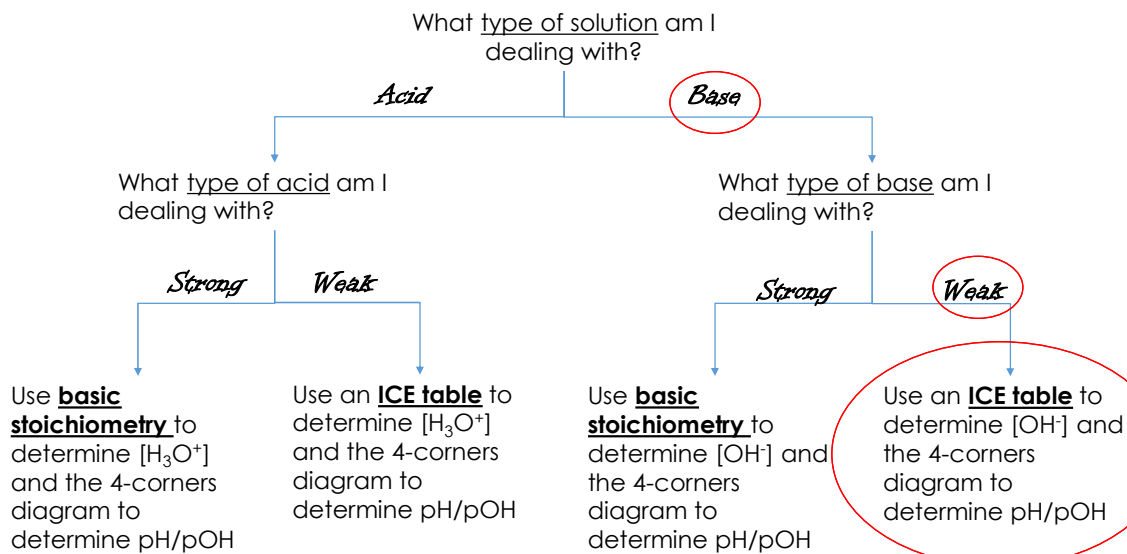 What type of solution am I
dealing with?
Acid
Base
What type of acid am I
dealing with?
What type of base am I
dealing with?
Strong
Weak
Strong
Weak
Use basic
stoichiometry to
determine [H₃O⁺]
and the 4-corners
diagram to
determine pH/pOH
Use an ICE table to
determine [H₃O⁺]
and the 4-corners
diagram to
determine pH/pOH
Use basic
stoichiometry to
determine [OH-] and
the 4-corners
diagram to
determine pH/pOH
Use an ICE table to
determine [OH-] and
the 4-corners
diagram to
determine pH/pOH